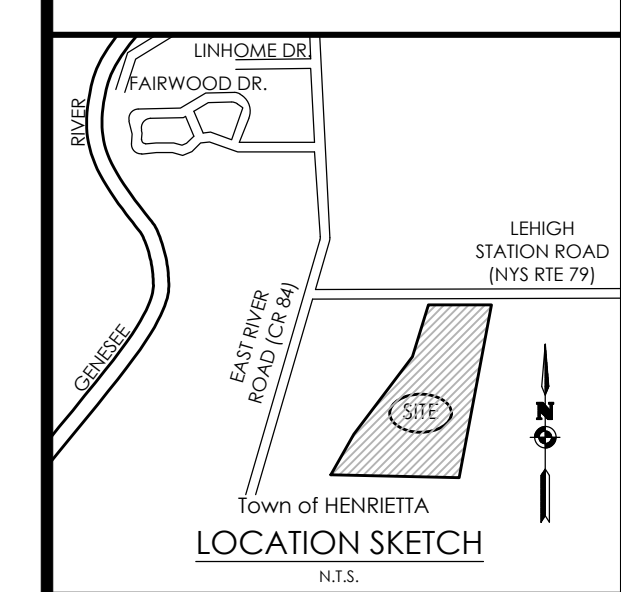 LINHOME DR.
FAIRWOOD DR.
RIVER
LEHIGH
STATION ROAD
(NYS RTE 79)
EAST RIVER
ROAD (CR 84)
GENESEE
SITE
N
Town of HENRIETTA
LOCATION SKETCH
N.T.S.